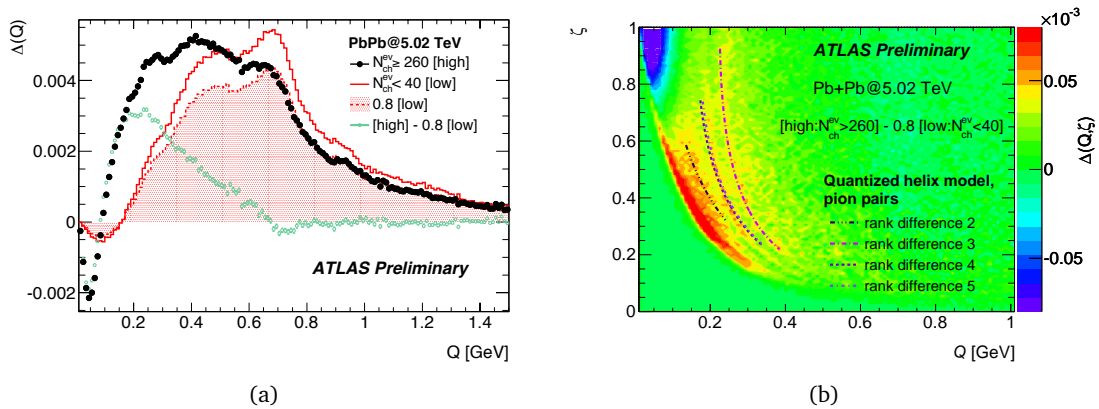 Δ(Q)
PbPb@5.02 TeV
N_ch^ev ≥ 260 [high]
N_ch^ev < 40 [low]
0.8 [low]
[high] - 0.8 [low]
0.004
0.002
0
-0.002
ATLAS Preliminary
0.2 0.4 0.6 0.8 1 1.2 1.4
Q [GeV]
(a)
ζ
1
0.8
0.6
0.4
0.2
0
ATLAS Preliminary
Pb+Pb@5.02 TeV
[high:N_ch^ev>260] - 0.8 [low:N_ch^ev<40]
Quantized helix model,
pion pairs
rank difference 2
rank difference 3
rank difference 4
rank difference 5
0.2 0.4 0.6 0.8 1
Q [GeV]
×10^-3
0.05
0
-0.05
Δ(Q,ζ)
(b)